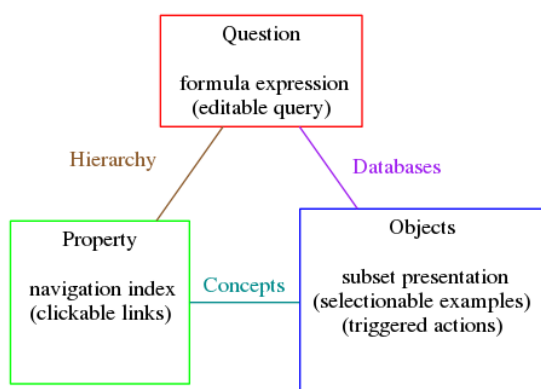 Question
formula expression
(editable query)
Hierarchy
Databases
Property
navigation index
(clickable links)
Concepts
Objects
subset presentation
(selectionable examples)
(triggered actions)